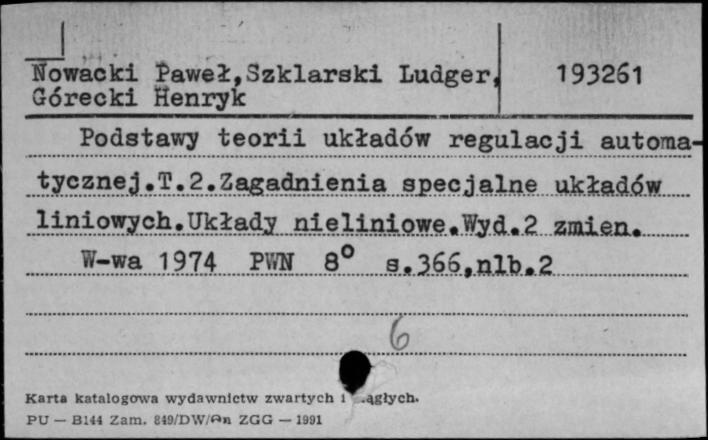 Nowacki Paweł,Szklarski Ludger, 193261
Górecki Henryk
Podstawy teorii układów regulacji automa-
tycznej.T.2.Zagadnienia specjalne układów
liniowych.Układy nieliniowe.Wyd.2 zmien.
W-wa 1974 PWN 8° s.366,nlb.2
6
Karta katalogowa wydawnictw zwartych i
PU — B144 Zam. 849/DW/ ZGG — 1991